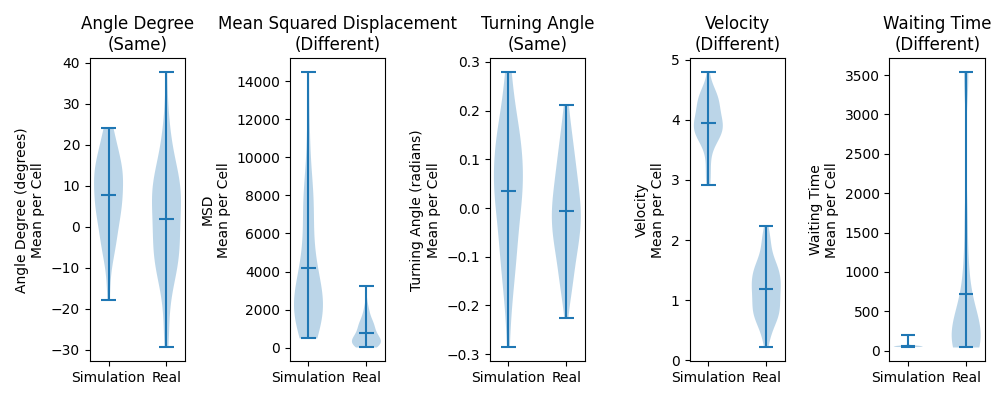 Angle Degree
(Same)
Angle Degree (degrees)
Mean per Cell
40
30
20
10
0
−10
−20
−30
Simulation
Real
Mean Squared Displacement
(Different)
MSD
Mean per Cell
14000
12000
10000
8000
6000
4000
2000
0
Simulation
Real
Turning Angle
(Same)
Turning Angle (radians)
Mean per Cell
0.3
0.2
0.1
0.0
−0.1
−0.2
−0.3
Simulation
Real
Velocity
(Different)
Velocity
Mean per Cell
5
4
3
2
1
0
Simulation
Real
Waiting Time
(Different)
Waiting Time
Mean per Cell
3500
3000
2500
2000
1500
1000
500
0
Simulation
Real